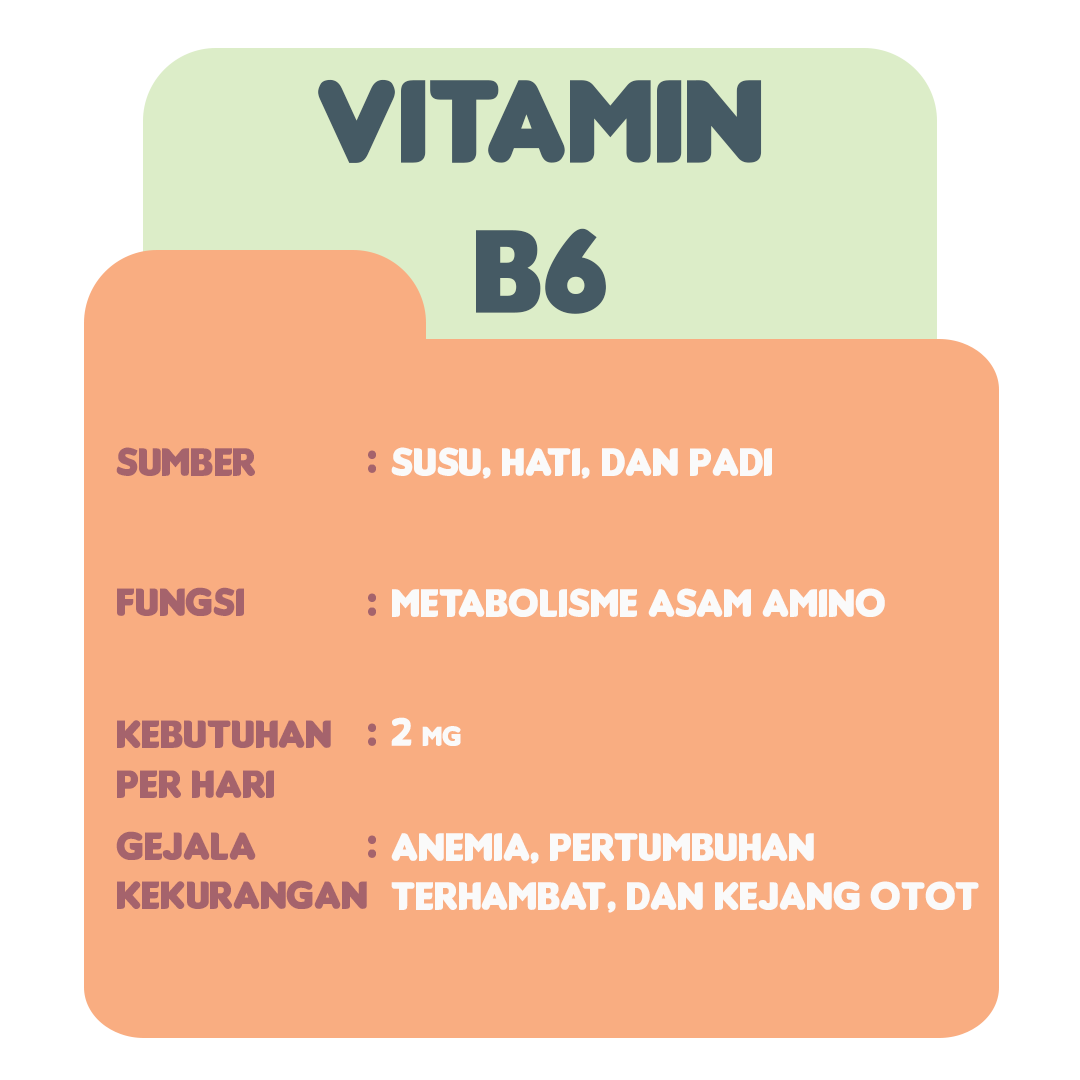 VITAMIN
B6
SUMBER : SUSU, HATI, DAN PADI
FUNGSI : METABOLISME ASAM AMINO
KEBUTUHAN : 2 MG
PER HARI
GEJALA : ANEMIA, PERTUMBUHAN
KEKURANGAN TERHAMBAT, DAN KEJANG OTOT